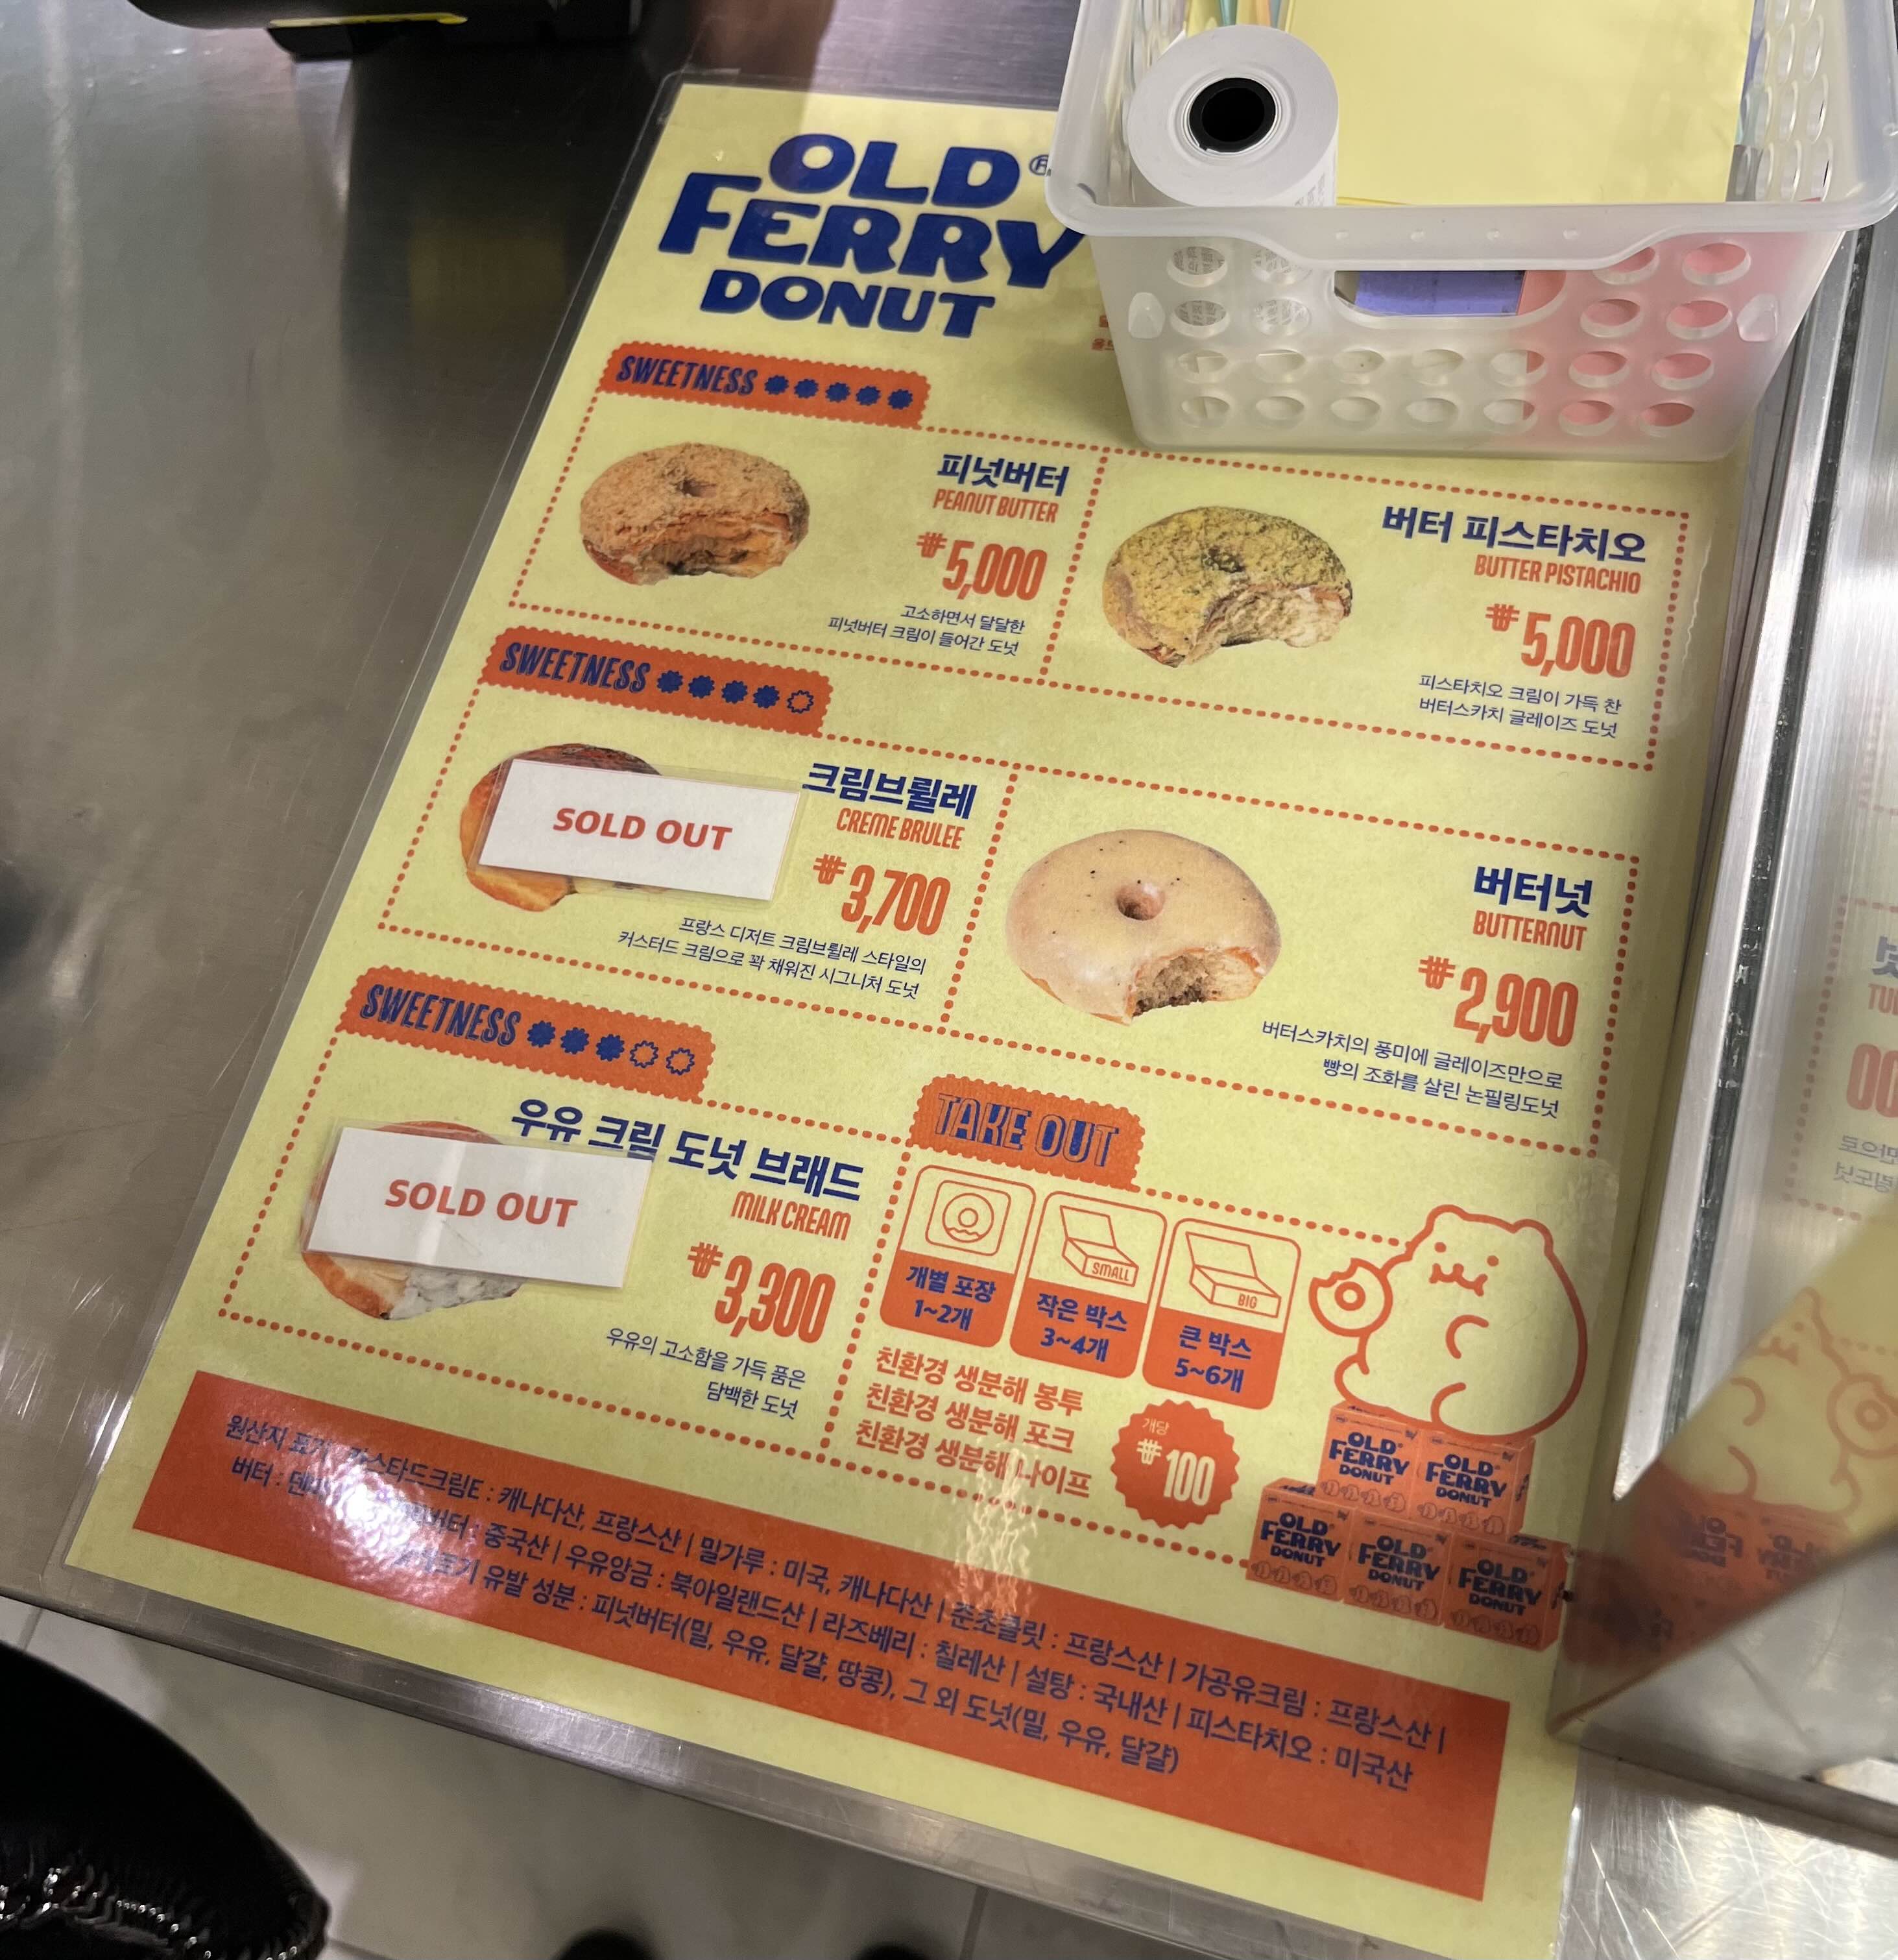 OLD
FERRY
DONUT
SWEETNESS
피넛버터
PEANUT BUTTER
₩5,000
고소하면서 달달한
피넛버터 크림이 들어간 도넛
버터 피스타치오
BUTTER PISTACHIO
₩5,000
피스타치오 크림이 가득 찬
버터스카치 글레이즈 도넛
SWEETNESS
SOLD OUT
크림브륄레
CREME BRULEE
₩3,700
프랑스 디저트 크림브륄레 스타일의
커스터드 크림으로 꽉 채워진 시그니처 도넛
버터넛
BUTTERNUT
₩2,900
버터스카치의 풍미에 글레이즈만으로
빵의 조화를 살린 논필링도넛
SWEETNESS
SOLD OUT
우유 크림 도넛 브래드
MILK CREAM
₩3,300
우유의 고소함을 가득 품은
담백한 도넛
TAKE OUT
SMALL
BIG
개별 포장
1~2개
작은 박스
3~4개
큰 박스
5~6개
친환경 생분해 봉투
친환경 생분해 포크
친환경 생분해 나이프
개당
₩100
OLD
FERRY
DONUT
OLD
FERRY
DONUT
OLD
FERRY
DONUT
OLD
FERRY
DONUT
OLD
FERRY
DONUT
원산지 : 캐나다산, 프랑스산 | 밀가루 : 미국, 캐나다산 | 준초콜릿 : 프랑스산 | 가공유크림 : 프랑스산 |
버터 : 중국산 | 우유앙금 : 북아일랜드산 | 라즈베리 : 칠레산 | 설탕 : 국내산 | 피스타치오 : 미국산
유발 성분 : 피넛버터(밀, 우유, 달걀, 땅콩), 그 외 도넛(밀, 우유, 달걀)